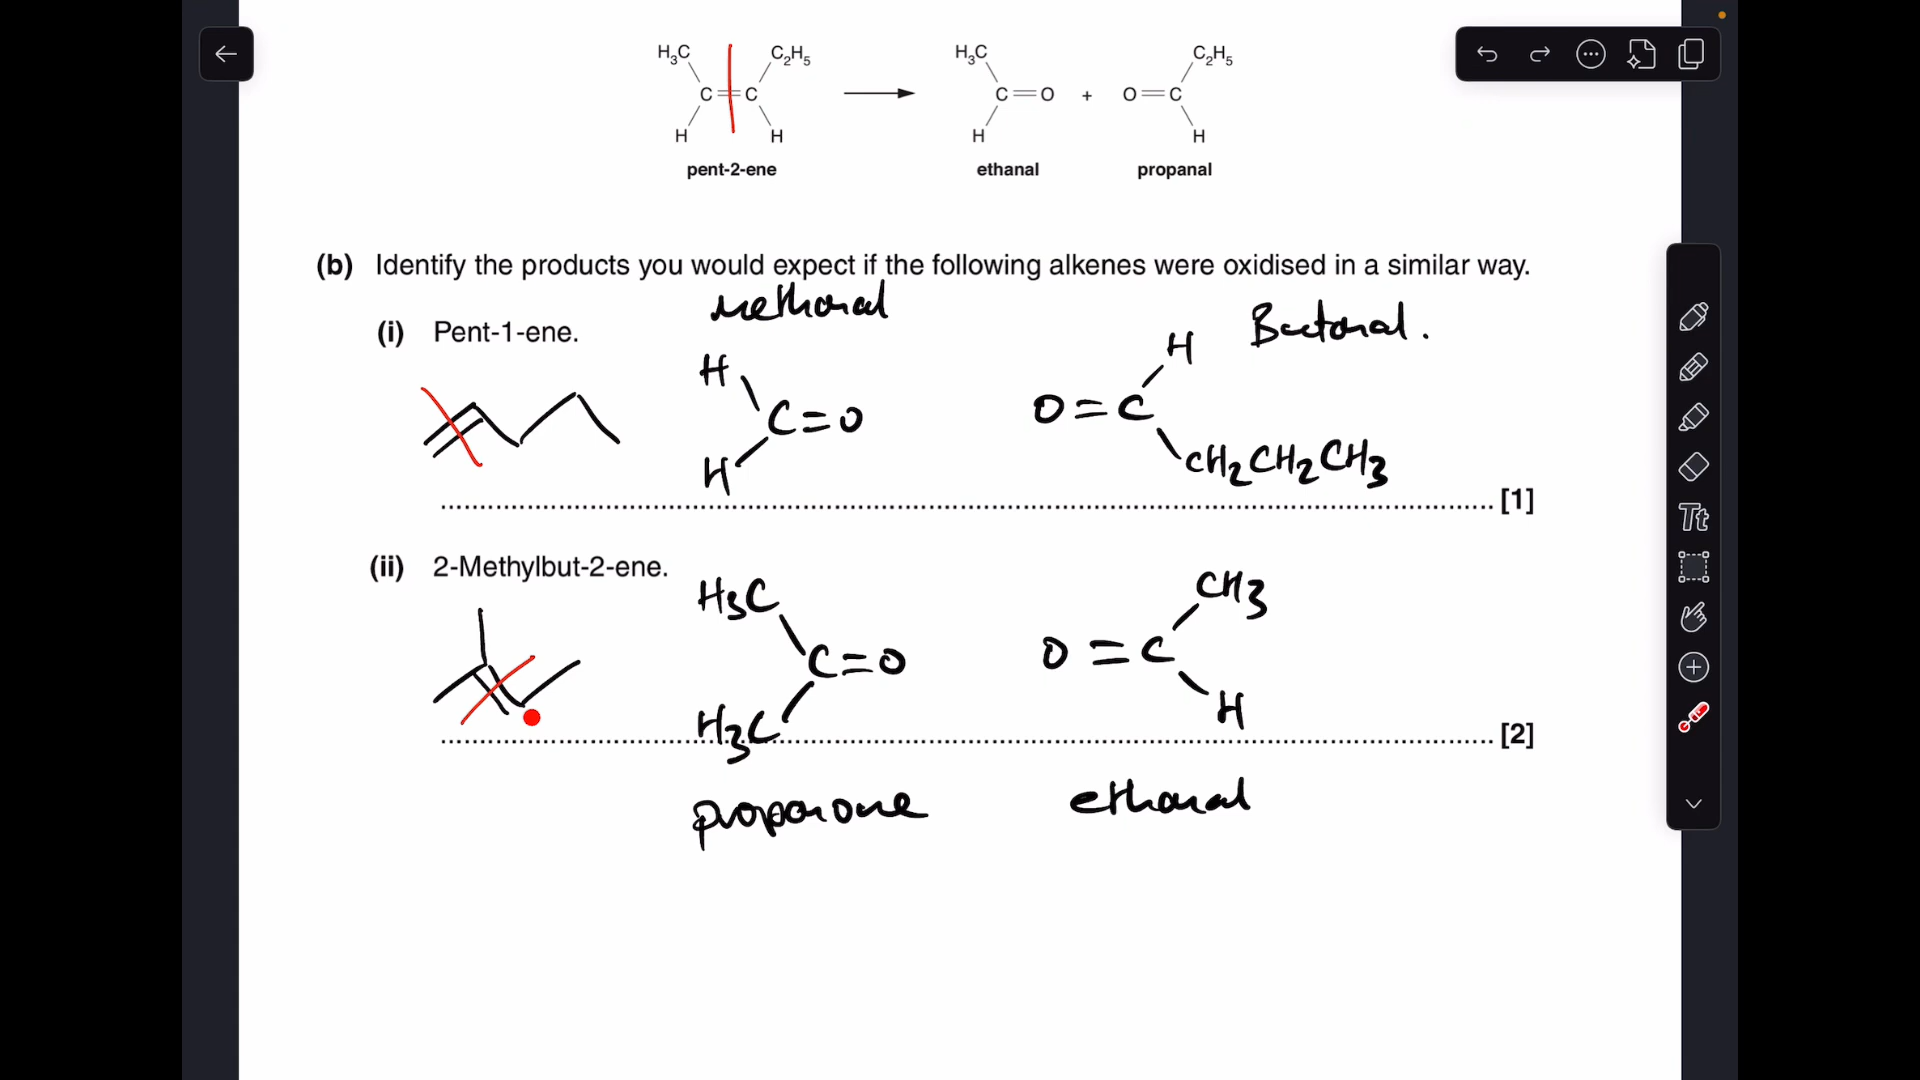 H₃C C₂H₅ H₃C C₂H₅
C=C C=O + O=C
H H H H
pent-2-ene ethanal propanal
(b) Identify the products you would expect if the following alkenes were oxidised in a similar way.
methanal Butanal.
(i) Pent-1-ene.
H H
C=O O=C
H CH₂CH₂CH₃
[1]
(ii) 2-Methylbut-2-ene.
H₃C CH₃
C=O O=C
H₃C H
[2]
propanone ethanal
Tt